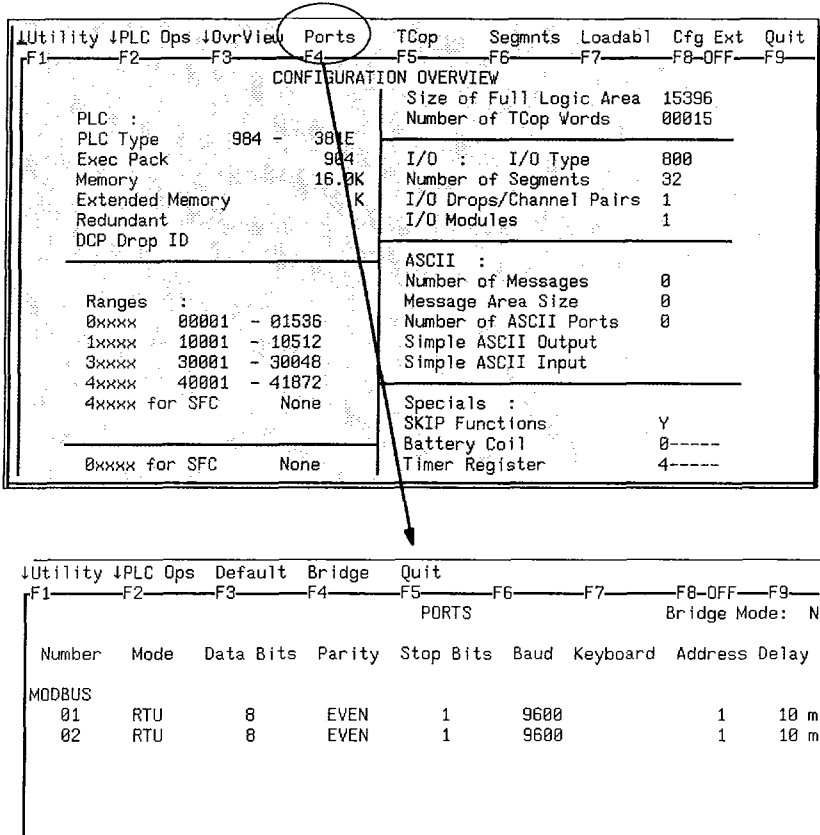 ↓Utility ↓PLC Ops ↓OvrView Ports TCop Segmnts Loadabl Cfg Ext Quit
F1 F2 F3 F4 F5 F6 F7 F8-OFF F9
CONFIGURATION OVERVIEW
PLC :
PLC Type 984 - 381E
Exec Pack 904
Memory 16.0K
Extended Memory K
Redundant
DCP Drop ID
Ranges :
0xxxx 00001 - 01536
1xxxx 10001 - 10512
3xxxx 30001 - 30048
4xxxx 40001 - 41872
4xxxx for SFC None
0xxxx for SFC None
Size of Full Logic Area 15396
Number of TCop Words 00015
I/O : I/O Type 800
Number of Segments 32
I/O Drops/Channel Pairs 1
I/O Modules 1
ASCII :
Number of Messages 0
Message Area Size 0
Number of ASCII Ports 0
Simple ASCII Output
Simple ASCII Input
Specials :
SKIP Functions Y
Battery Coil 0-----
Timer Register 4-----
↓Utility ↓PLC Ops Default Bridge Quit
F1 F2 F3 F4 F5 F6 F7 F8-OFF F9
PORTS Bridge Mode: N
Number Mode Data Bits Parity Stop Bits Baud Keyboard Address Delay
MODBUS
01 RTU 8 EVEN 1 9600 1 10 m
02 RTU 8 EVEN 1 9600 1 10 m